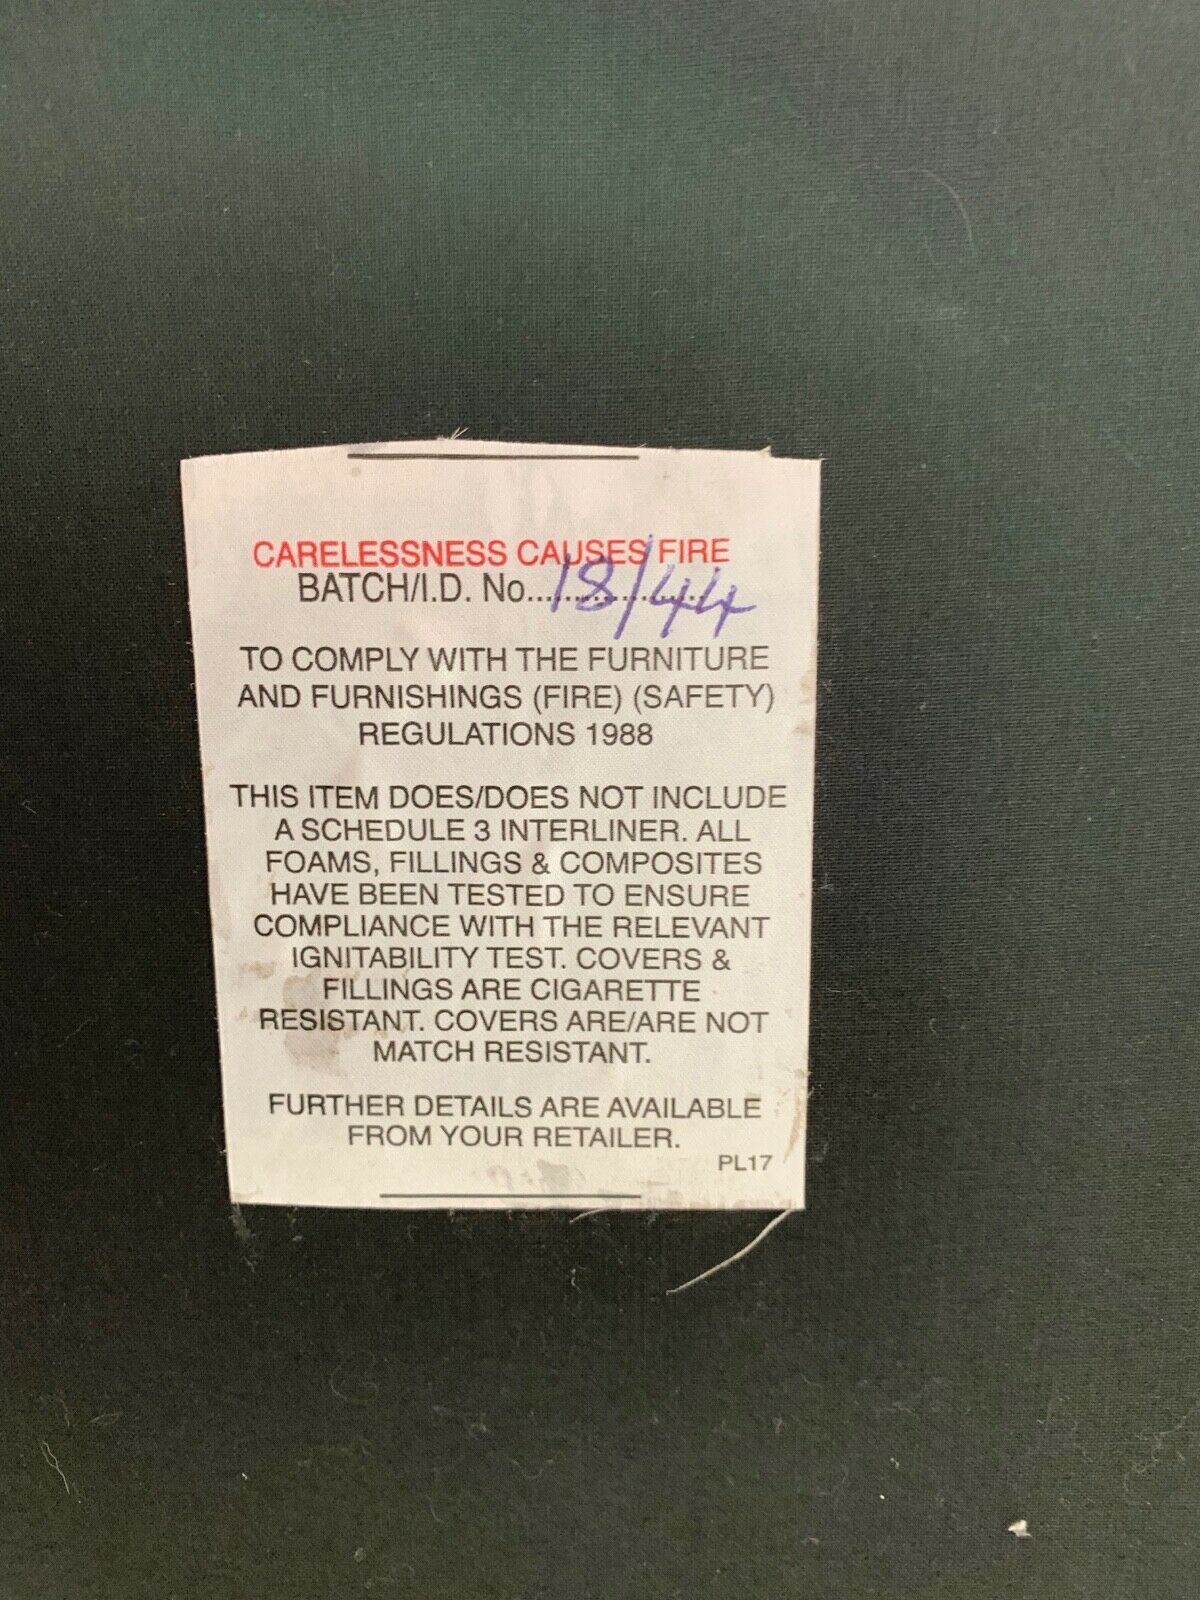 CARELESSNESS CAUSES FIRE
BATCH/I.D. No....................18/44
TO COMPLY WITH THE FURNITURE
AND FURNISHINGS (FIRE) (SAFETY)
REGULATIONS 1988
THIS ITEM DOES/DOES NOT INCLUDE
A SCHEDULE 3 INTERLINER. ALL
FOAMS, FILLINGS & COMPOSITES
HAVE BEEN TESTED TO ENSURE
COMPLIANCE WITH THE RELEVANT
IGNITABILITY TEST. COVERS &
FILLINGS ARE CIGARETTE
RESISTANT. COVERS ARE/ARE NOT
MATCH RESISTANT.
FURTHER DETAILS ARE AVAILABLE
FROM YOUR RETAILER.
PL17